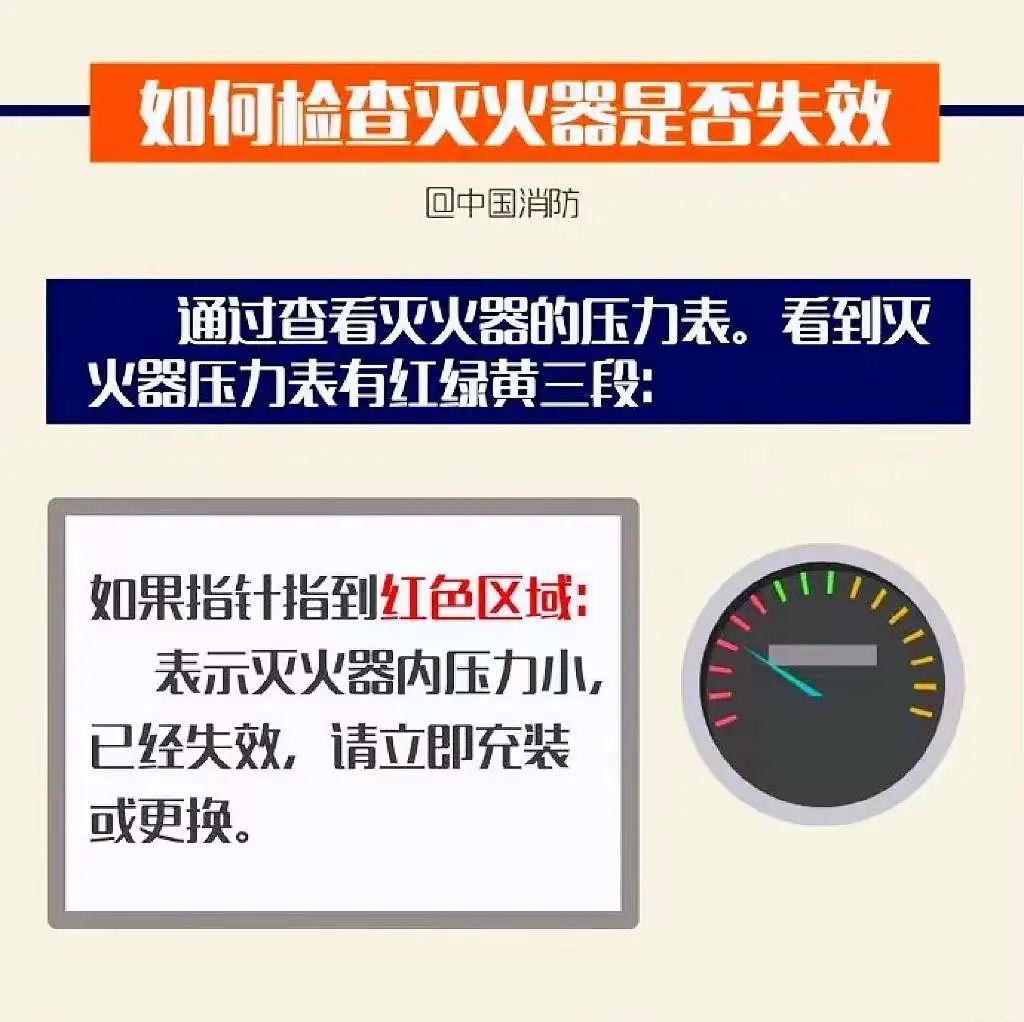 如何检查灭火器是否失效
@中国消防
通过查看灭火器的压力表。看到灭
火器压力表有红绿黄三段:
如果指针指到红色区域:
表示灭火器内压力小,
已经失效,请立即充装
或更换。